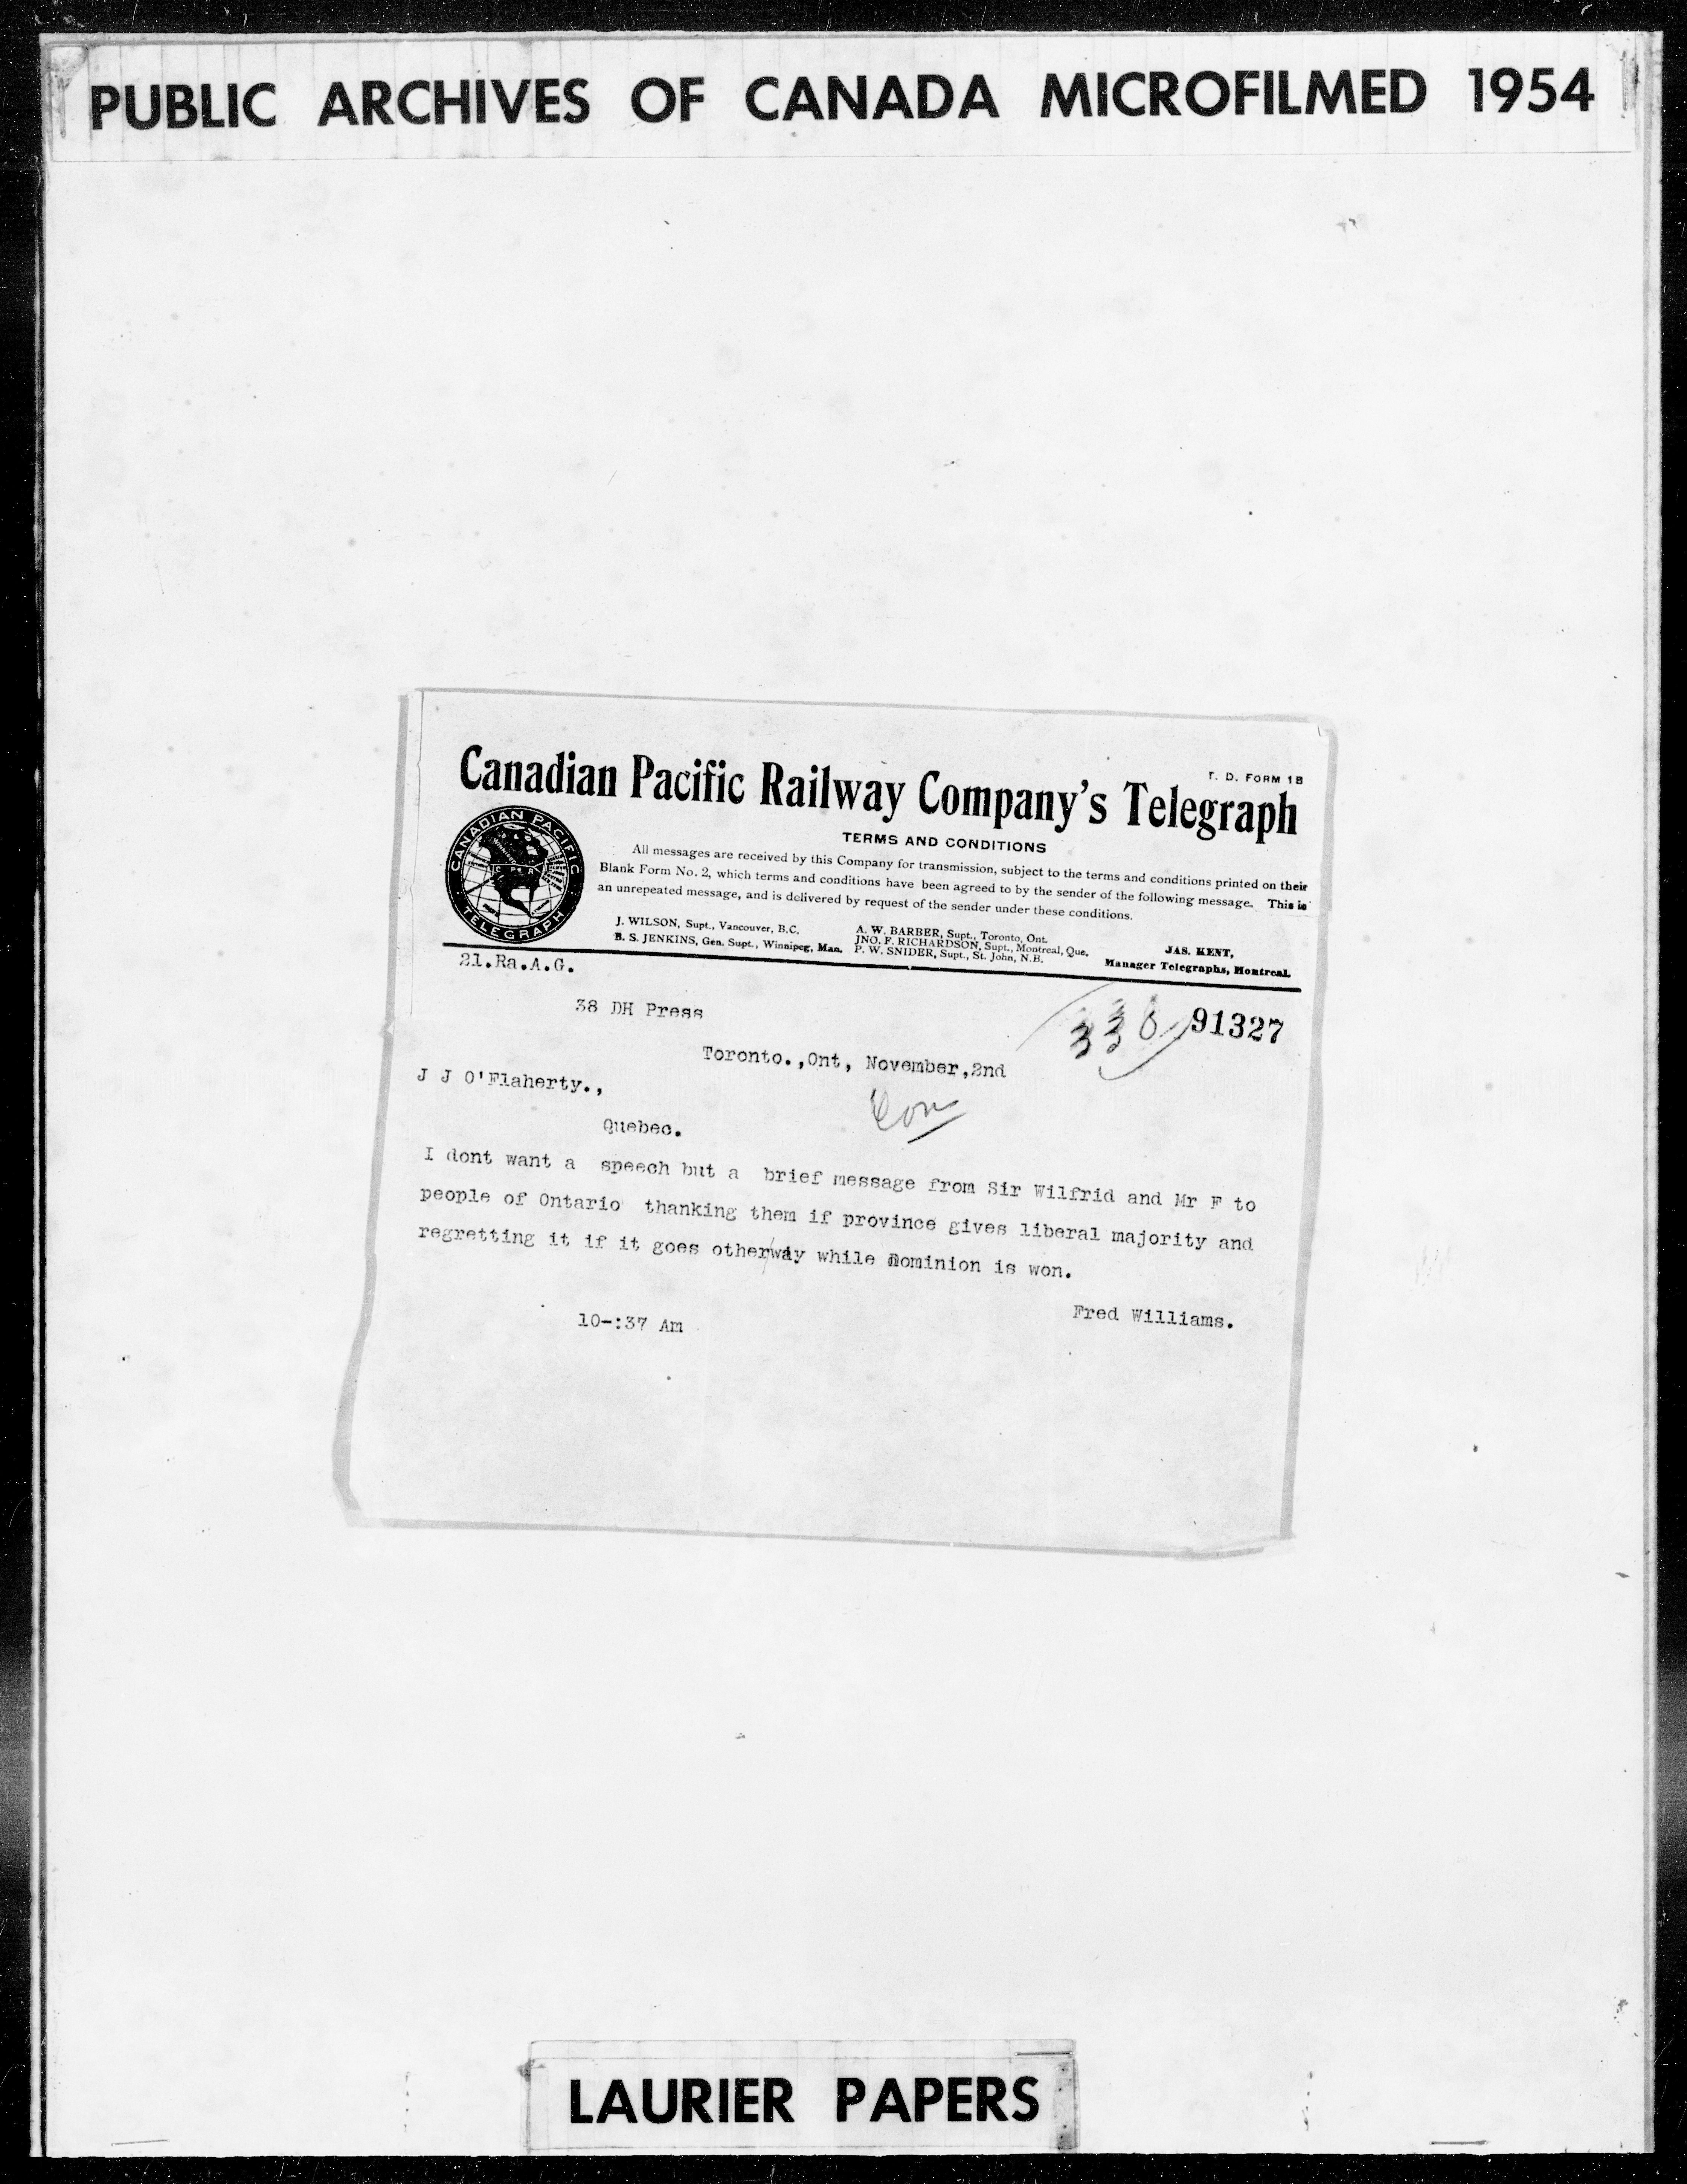 PUBLIC ARCHIVES OF CANADA MICROFILMED 1954
T. D. FORM 1B
Canadian Pacific Railway Company's Telegraph
CANADIAN PACIFIC
TELEGRAPH
TERMS AND CONDITIONS
All messages are received by this Company for transmission, subject to the terms and conditions printed on their
Blank Form No. 2, which terms and conditions have been agreed to by the sender of the following message. This is
an unrepeated message, and is delivered by request of the sender under these conditions.
J. WILSON, Supt., Vancouver, B.C.
B. S. JENKINS, Gen. Supt., Winnipeg, Man.
A. W. BARBER, Supt., Toronto, Ont.
JNO. F. RICHARDSON, Supt., Montreal, Que.
P. W. SNIDER, Supt., St. John, N.B.
JAS. KENT,
Manager Telegraphs, Montreal.
21.Ra.A.G.
38 DH Press
338 91327
Toronto.,Ont, November,2nd
J J O'Flaherty.,
Quebec.
I dont want a speech but a brief message from Sir Wilfrid and Mr F to
people of Ontario thanking them if province gives liberal majority and
regretting it if it goes otherway while Dominion is won.
Fred Williams.
10-:37 Am
LAURIER PAPERS